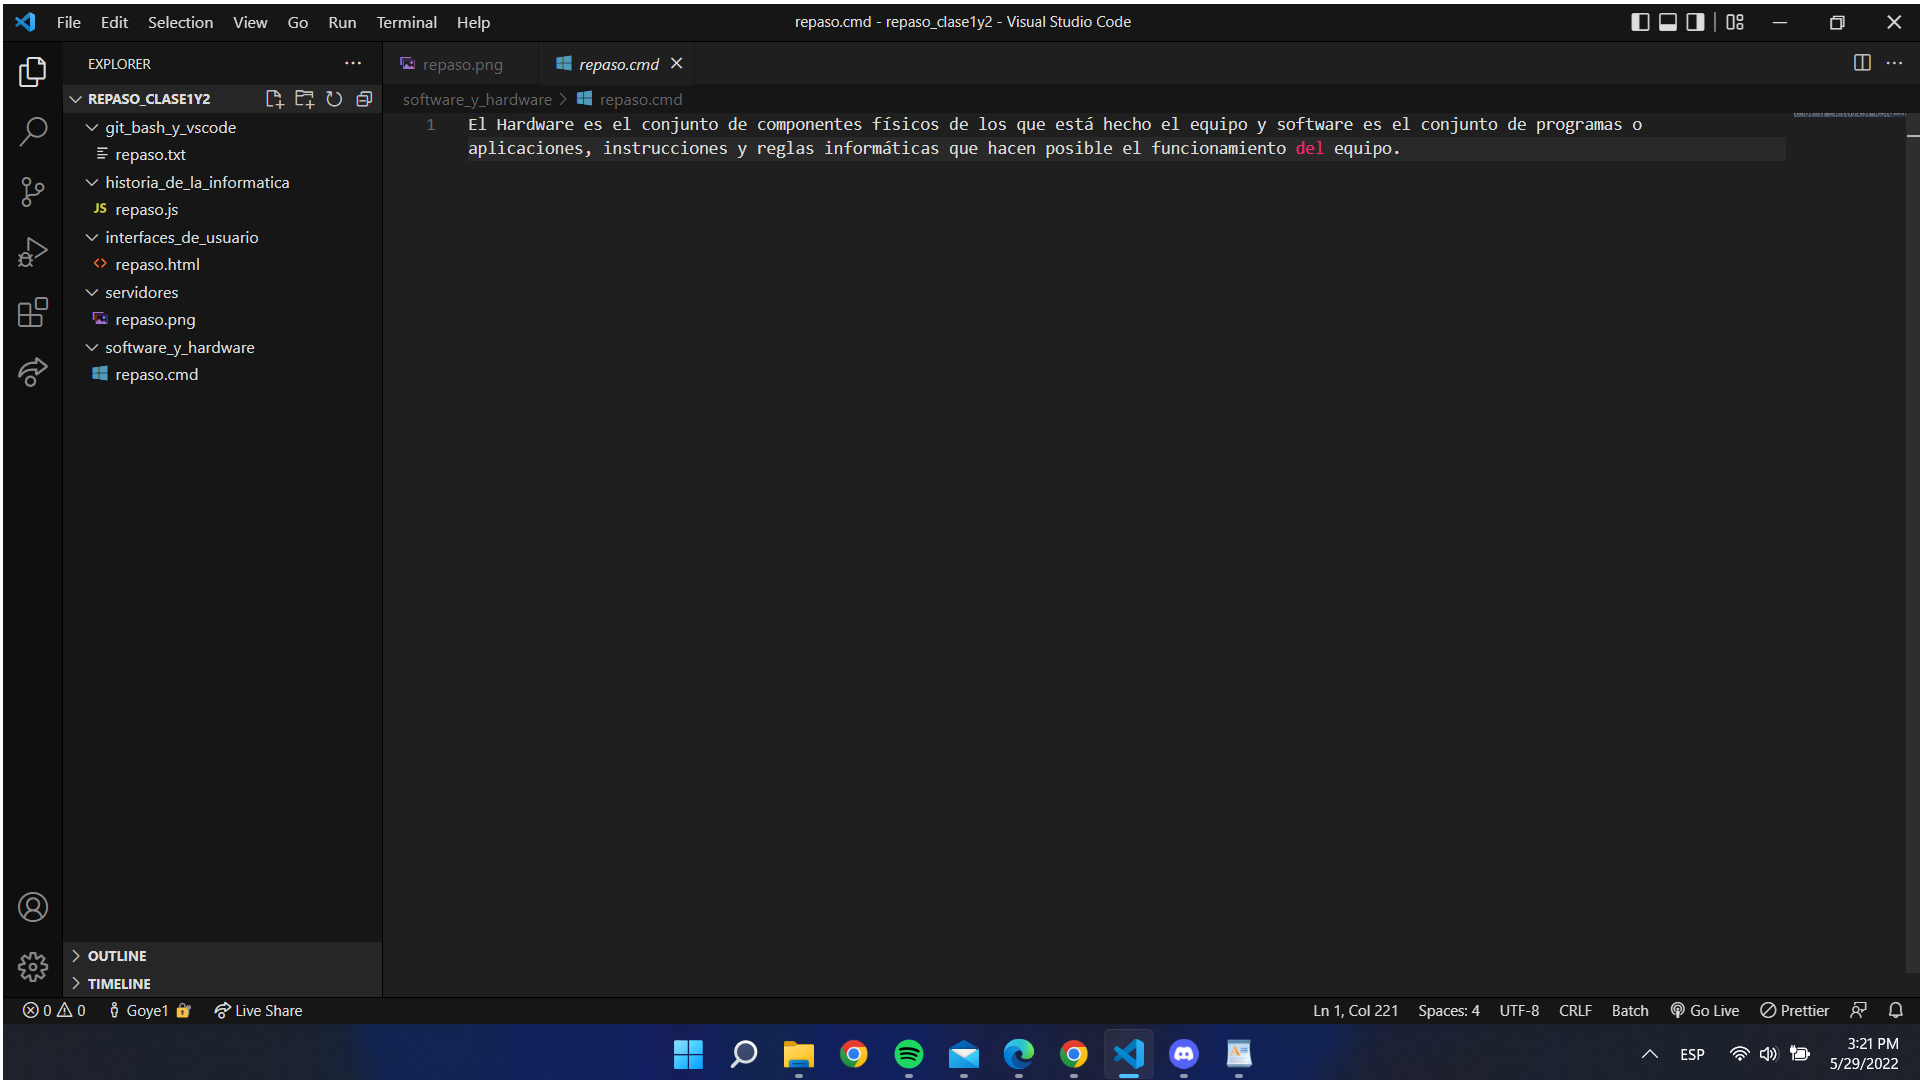 File Edit Selection View Go Run Terminal Help
repaso.cmd - repaso_clase1y2 - Visual Studio Code
EXPLORER
REPASO_CLASE1Y2
git_bash_y_vscode
repaso.txt
historia_de_la_informatica
JS repaso.js
interfaces_de_usuario
repaso.html
servidores
repaso.png
software_y_hardware
repaso.cmd
OUTLINE
TIMELINE
repaso.png repaso.cmd
software_y_hardware > repaso.cmd
1 El Hardware es el conjunto de componentes físicos de los que está hecho el equipo y software es el conjunto de programas o
aplicaciones, instrucciones y reglas informáticas que hacen posible el funcionamiento del equipo.
0 0 Goye1 Live Share
Ln 1, Col 221 Spaces: 4 UTF-8 CRLF Batch Go Live Prettier
ESP
3:21 PM
5/29/2022